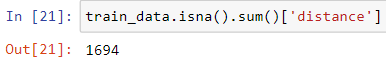 In [21]: train_data.isna().sum()['distance']
Out[21]: 1694